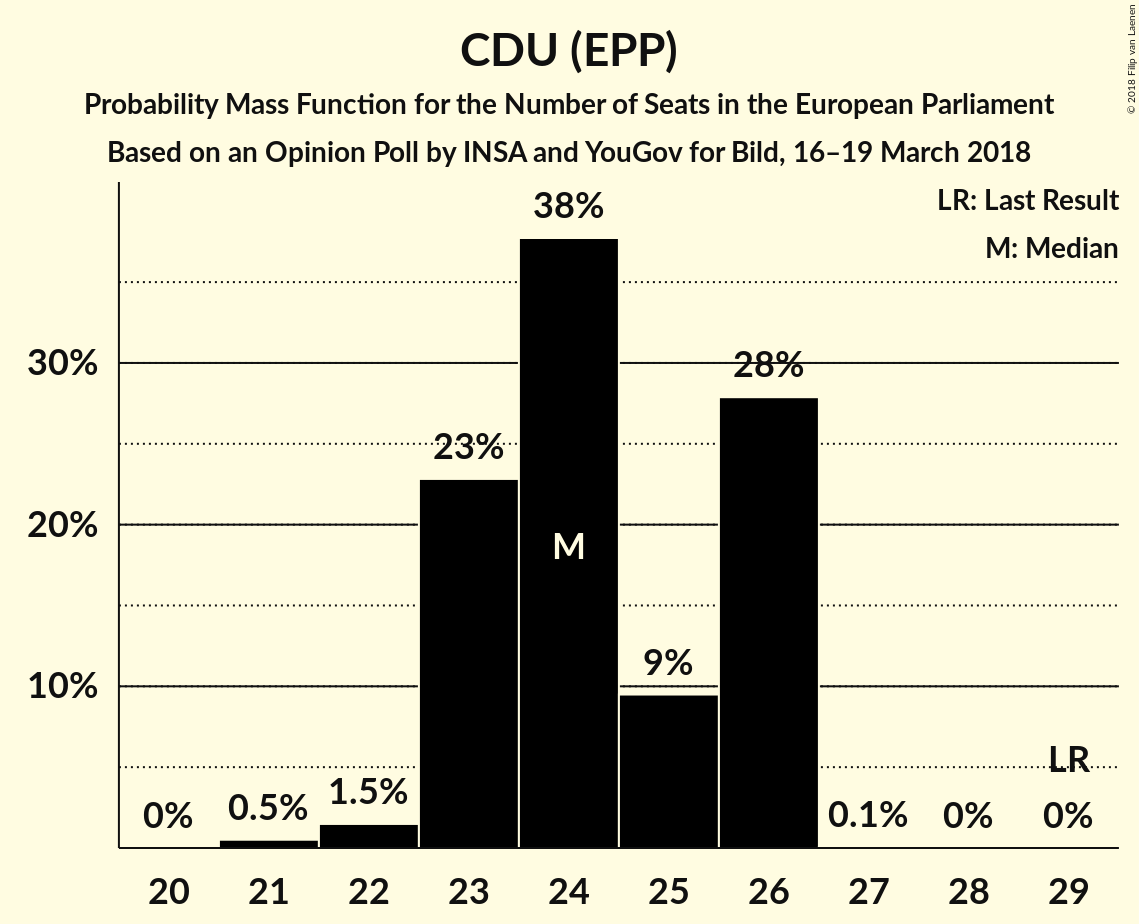 CDU (EPP)
Probability Mass Function for the Number of Seats in the European Parliament
Based on an Opinion Poll by INSA and YouGov for Bild, 16–19 March 2018
© 2018 Filip van Laenen
LR: Last Result
M: Median
38%
30%
28%
23%
20%
M
10%
9%
LR
0%
0.5%
1.5%
0.1%
0%
0%
20
21
22
23
24
25
26
27
28
29